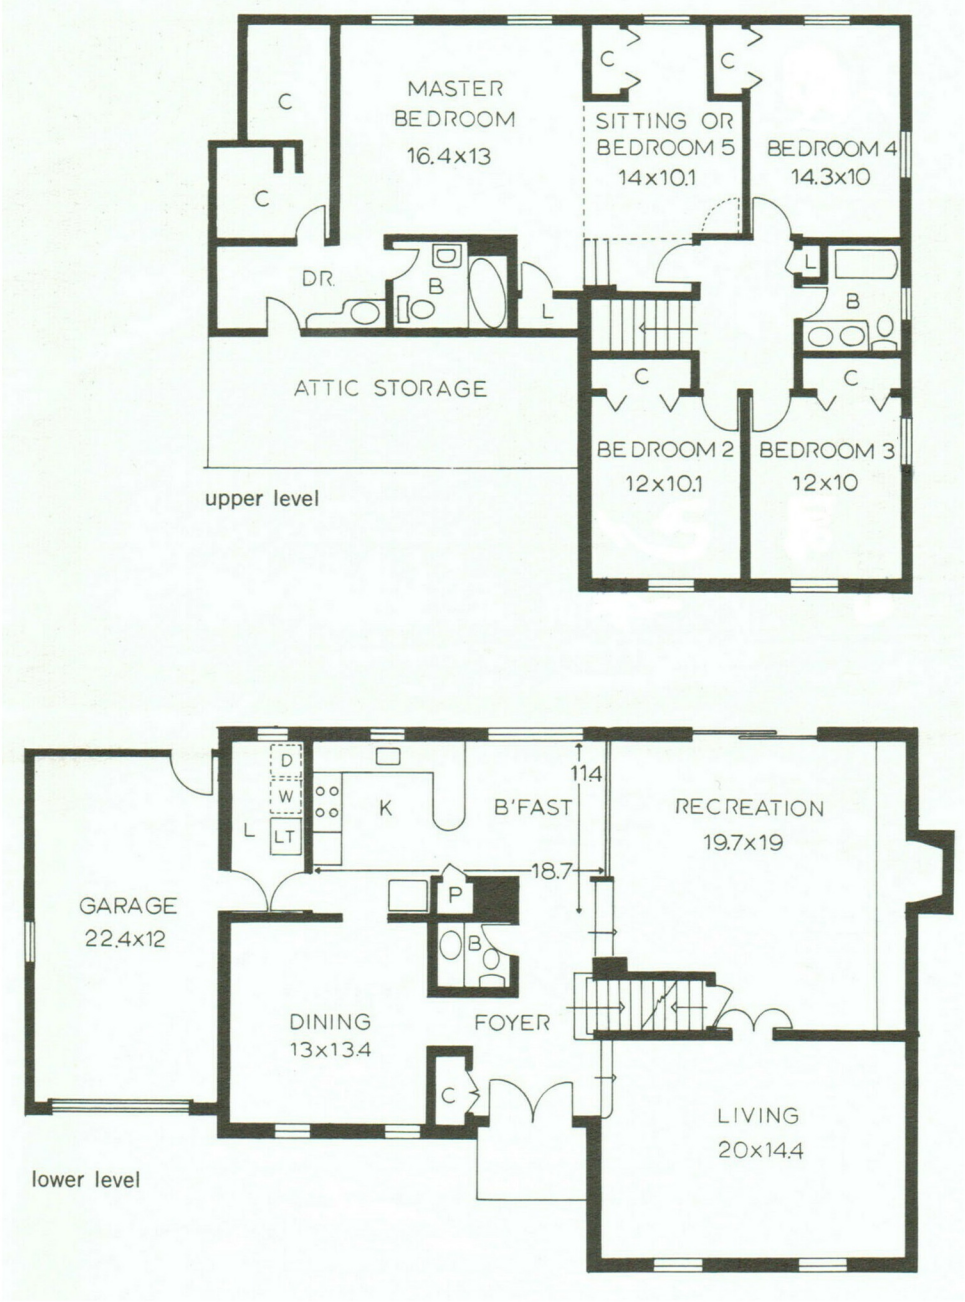 C
MASTER
BEDROOM
16.4x13
C
C
SITTING OR
BEDROOM 5
14x10.1
BEDROOM 4
14.3x10
C
DR.
B
L
L
B
ATTIC STORAGE
C
C
BEDROOM 2
12x10.1
BEDROOM 3
12x10
upper level
D
W
LT
L
K
B'FAST
11.4
18.7
P
RECREATION
19.7x19
GARAGE
22.4x12
B
DINING
13x13.4
FOYER
C
LIVING
20x14.4
lower level